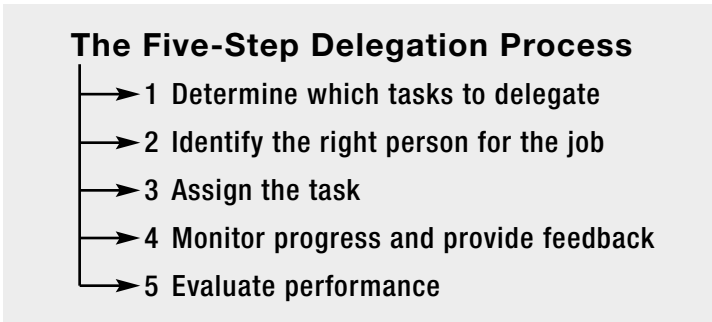 The Five-Step Delegation Process
1 Determine which tasks to delegate
2 Identify the right person for the job
3 Assign the task
4 Monitor progress and provide feedback
5 Evaluate performance